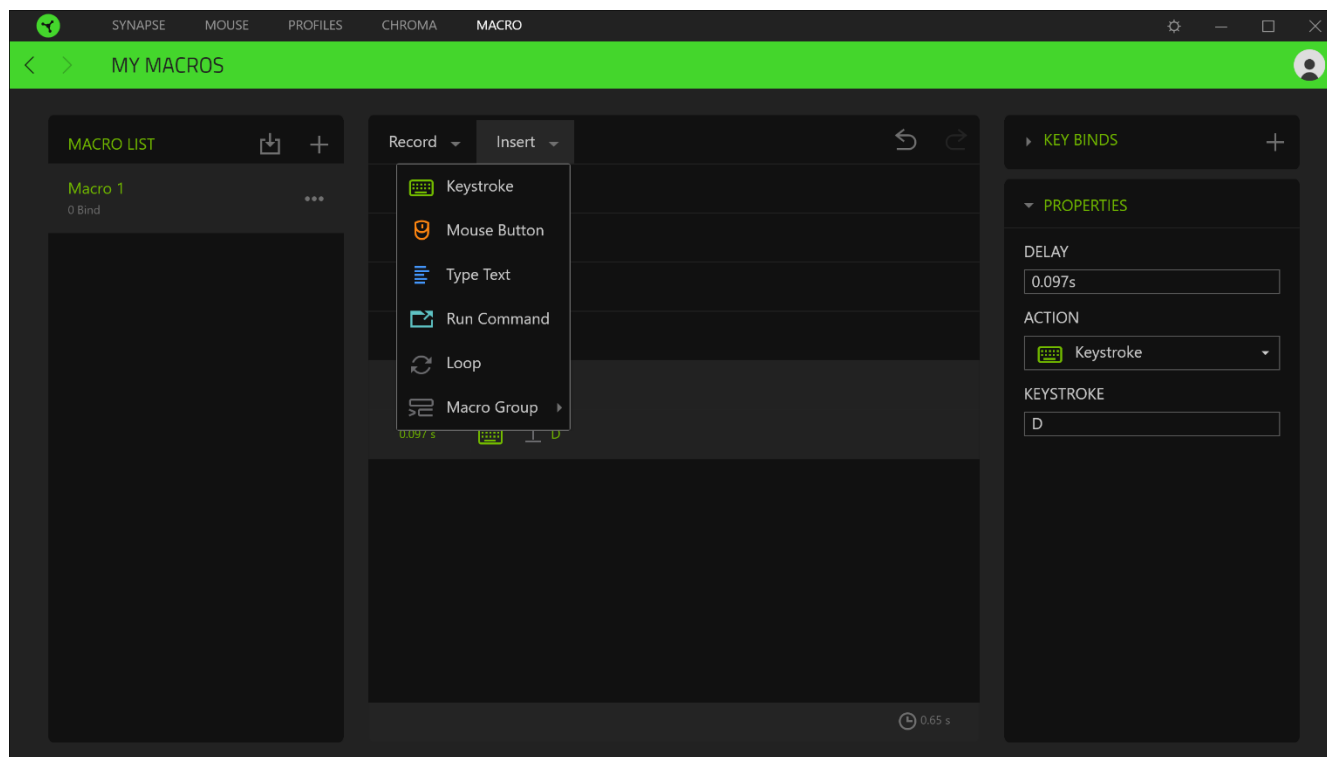 SYNAPSE MOUSE PROFILES CHROMA MACRO
MY MACROS
MACRO LIST
Macro 1
0 Bind
Record Insert
Keystroke
Mouse Button
Type Text
Run Command
Loop
Macro Group
0.097 s D
0.65 s
KEY BINDS
PROPERTIES
DELAY
0.097s
ACTION
Keystroke
KEYSTROKE
D